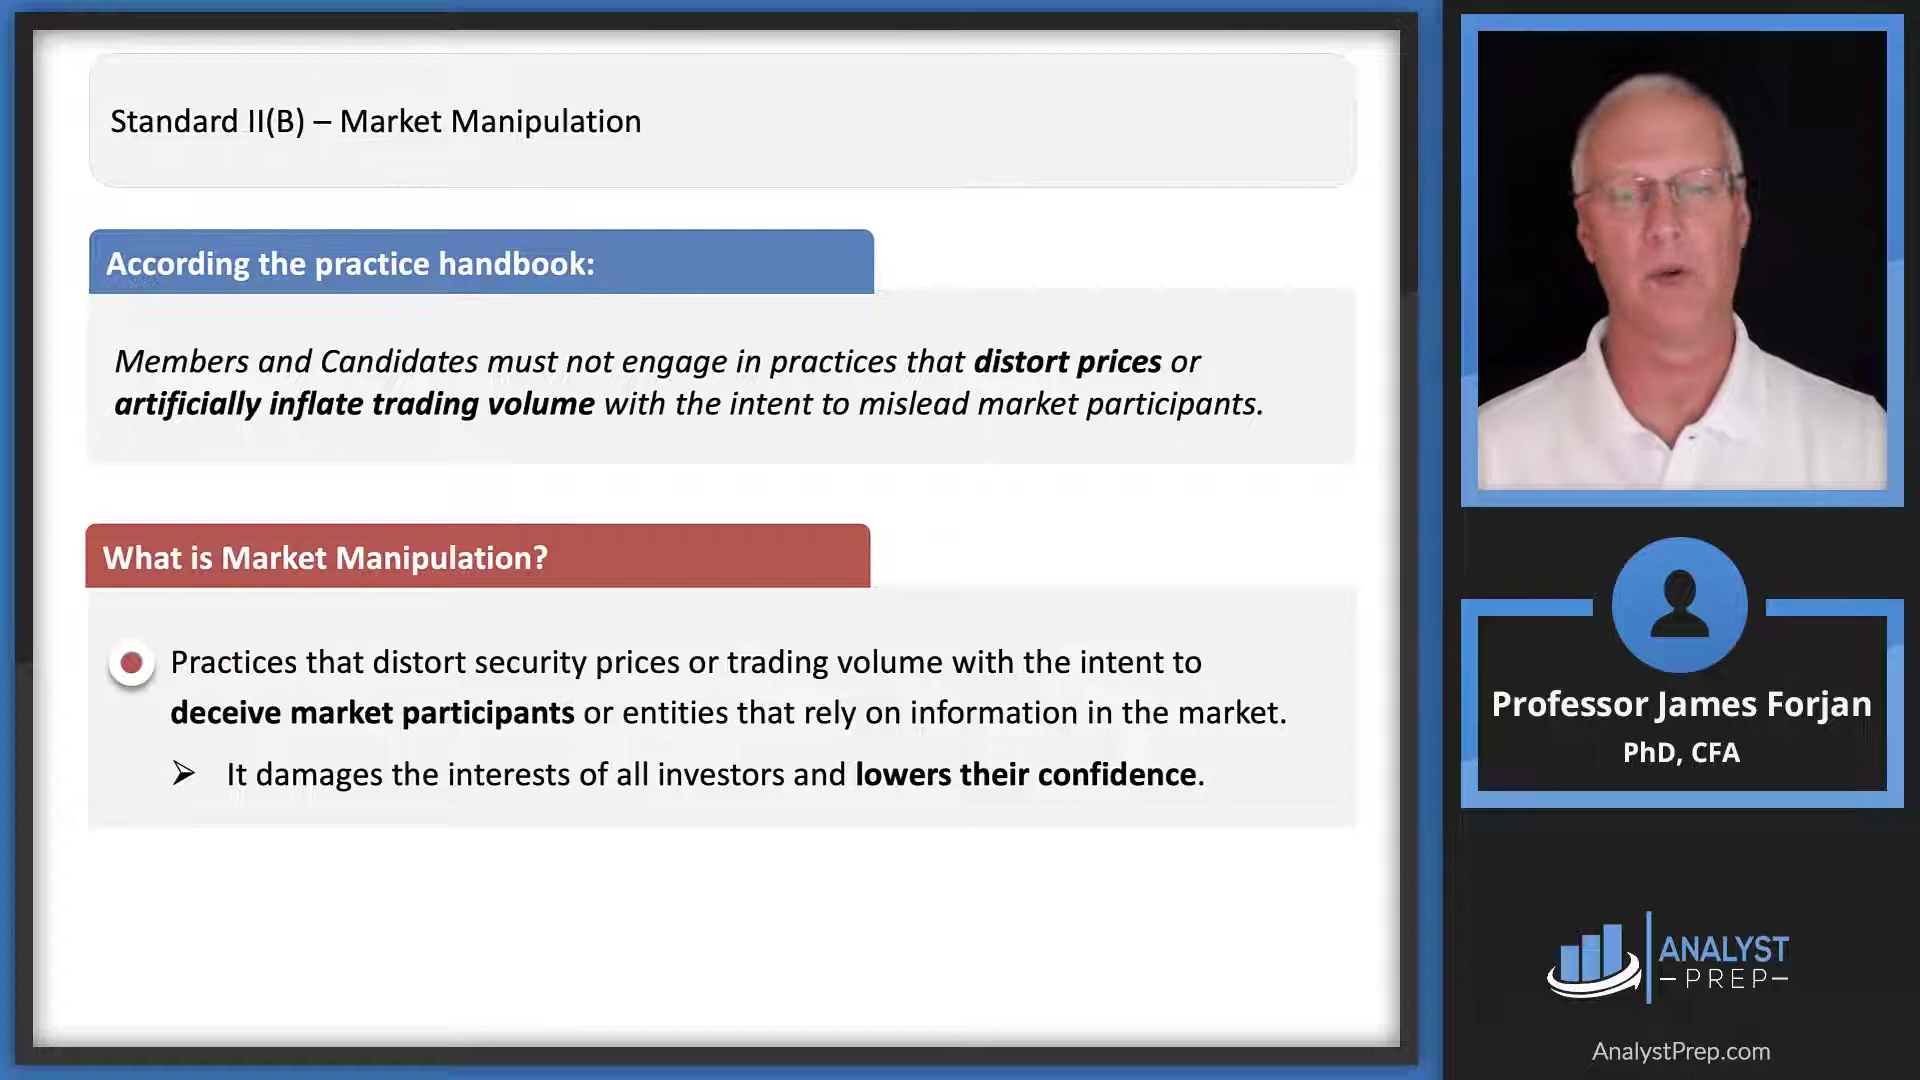 Standard II(B) – Market Manipulation
According the practice handbook:
Members and Candidates must not engage in practices that distort prices or
artificially inflate trading volume with the intent to mislead market participants.
What is Market Manipulation?
Practices that distort security prices or trading volume with the intent to
deceive market participants or entities that rely on information in the market.
➢ It damages the interests of all investors and lowers their confidence.
Professor James Forjan
PhD, CFA
ANALYST
PREP
AnalystPrep.com